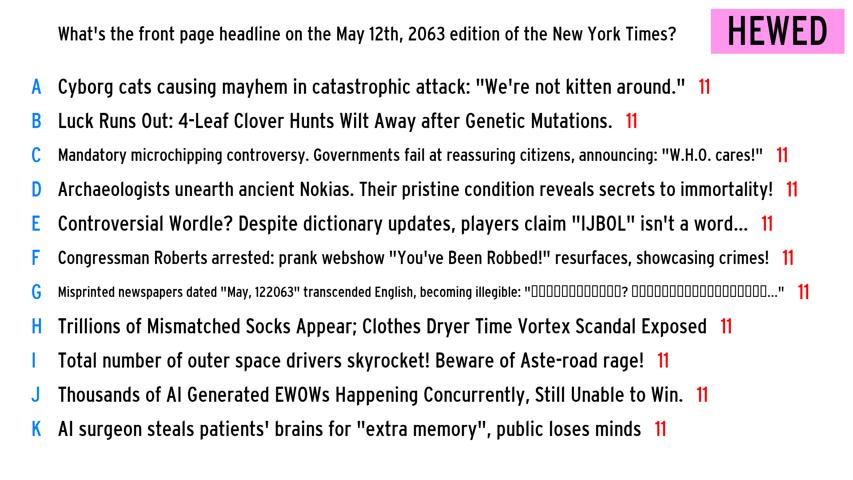 What's the front page headline on the May 12th, 2063 edition of the New York Times?
HEWED
A Cyborg cats causing mayhem in catastrophic attack: "We're not kitten around." 11
B Luck Runs Out: 4-Leaf Clover Hunts Wilt Away after Genetic Mutations. 11
C Mandatory microchipping controversy. Governments fail at reassuring citizens, announcing: "W.H.O. cares!" 11
D Archaeologists unearth ancient Nokias. Their pristine condition reveals secrets to immortality! 11
E Controversial Wordle? Despite dictionary updates, players claim "IJBOL" isn't a word... 11
F Congressman Roberts arrested: prank webshow "You've Been Robbed!" resurfaces, showcasing crimes! 11
G Misprinted newspapers dated "May, 122063" transcended English, becoming illegible: "▯▯▯▯▯▯▯▯▯▯▯▯▯? ▯▯▯▯▯▯▯▯▯▯▯▯▯▯▯▯▯▯▯..." 11
H Trillions of Mismatched Socks Appear; Clothes Dryer Time Vortex Scandal Exposed 11
I Total number of outer space drivers skyrocket! Beware of Aste-road rage! 11
J Thousands of AI Generated EWOWs Happening Concurrently, Still Unable to Win. 11
K AI surgeon steals patients' brains for "extra memory", public loses minds 11